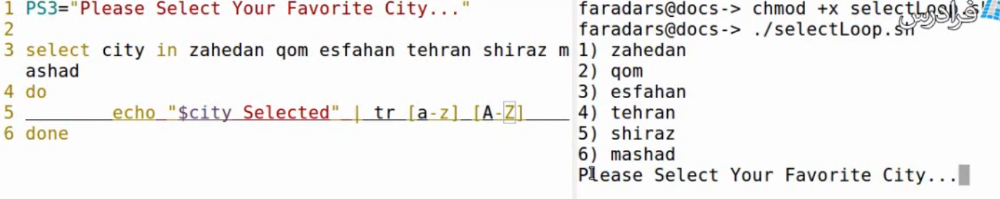 1 PS3="Please Select Your Favorite City..."
2
3 select city in zahedan qom esfahan tehran shiraz m
ashad
4 do
5 echo "$city Selected" | tr [a-z] [A-Z]
6 done
faradars@docs-> chmod +x selectLoop.sh
faradars@docs-> ./selectLoop.sh
1) zahedan
2) qom
3) esfahan
4) tehran
5) shiraz
6) mashad
Please Select Your Favorite City...
فرادرس